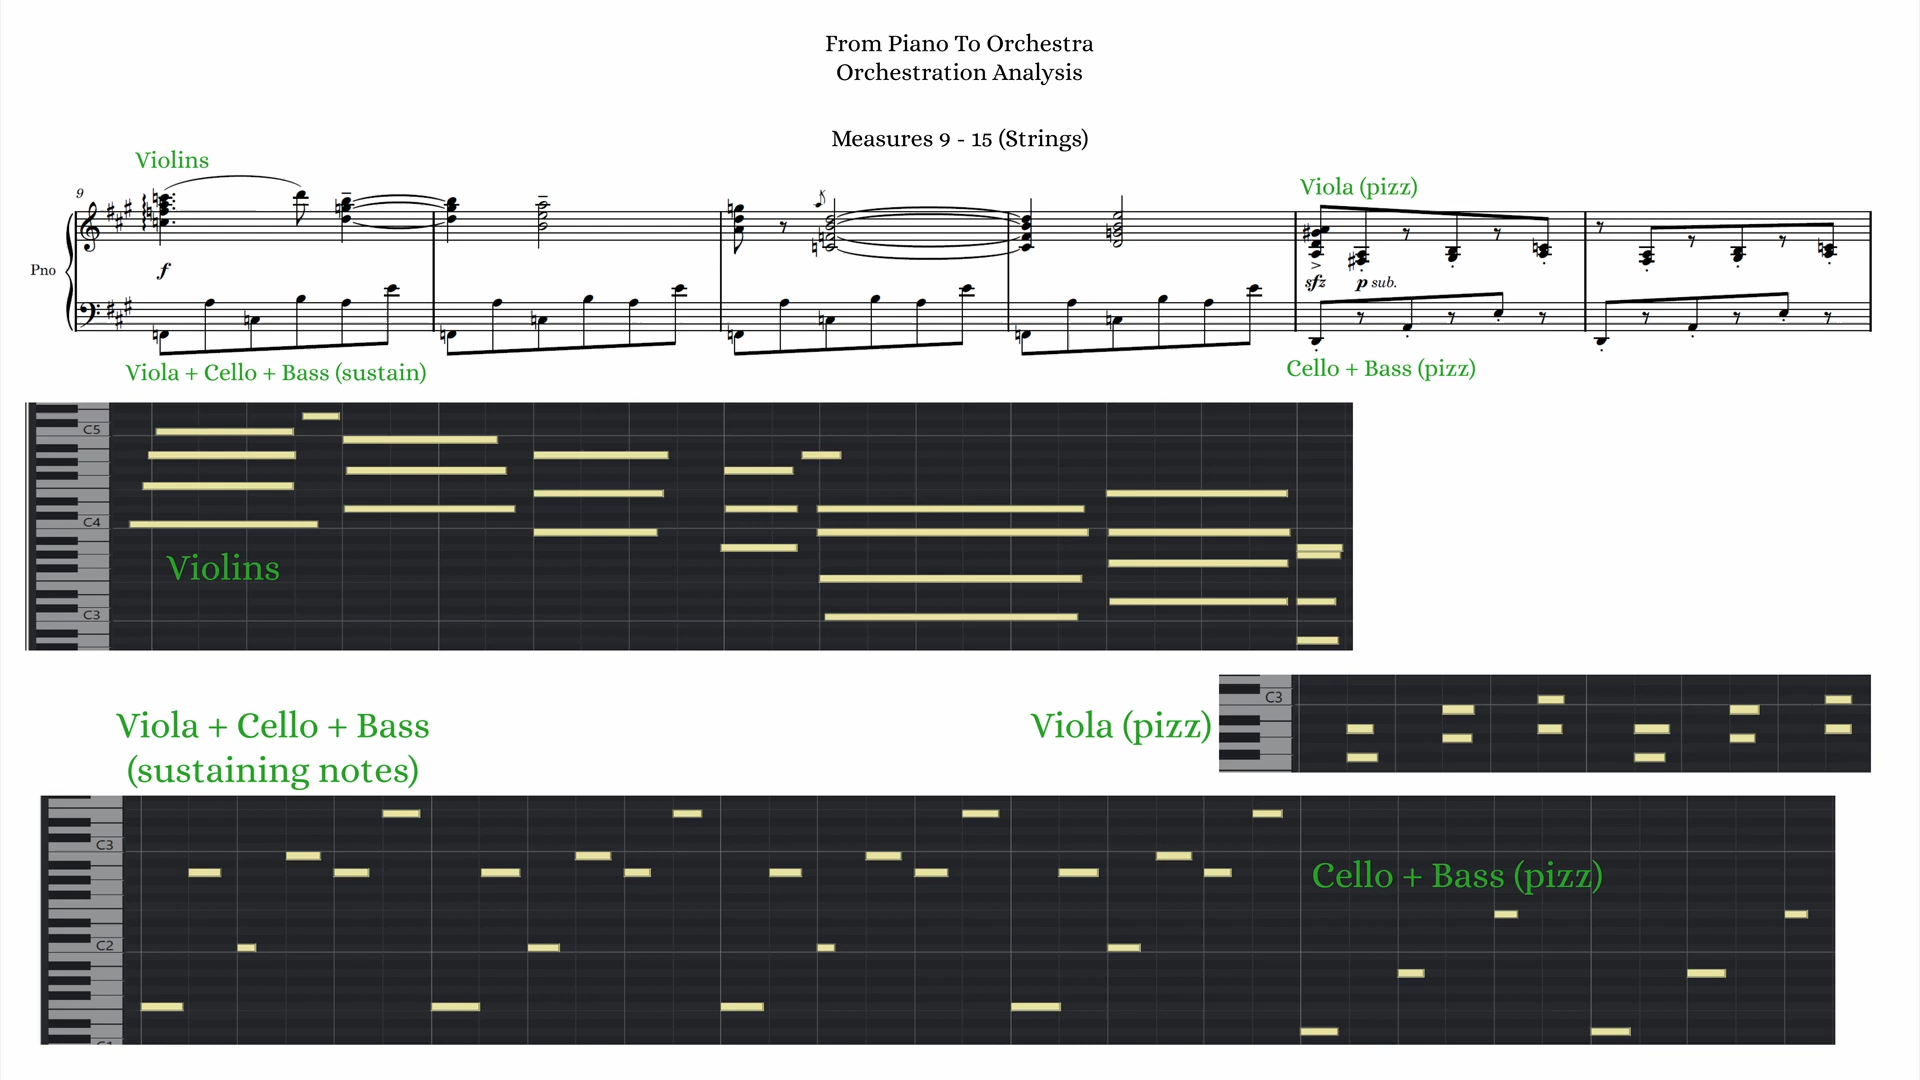 From Piano To Orchestra
Orchestration Analysis
Measures 9 - 15 (Strings)
Violins
Viola (pizz)
9
Pno
f
sfz
p sub.
Viola + Cello + Bass (sustain)
Cello + Bass (pizz)
C5
C4
Violins
C3
Viola + Cello + Bass
(sustaining notes)
Viola (pizz)
C3
C3
Cello + Bass (pizz)
C2
C1